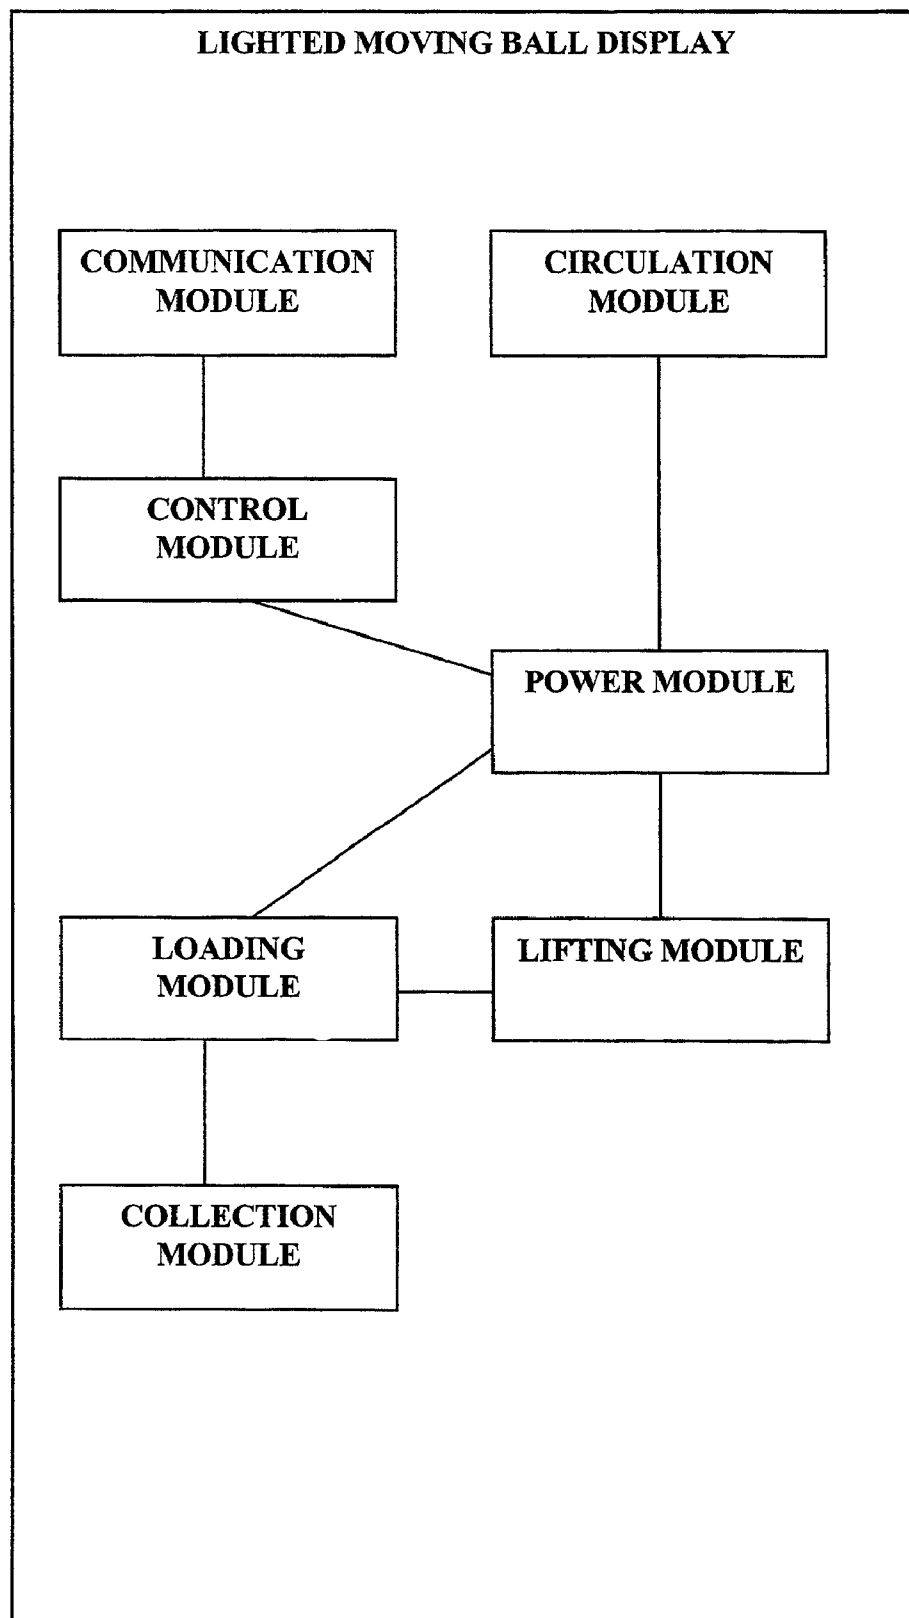 LIGHTED MOVING BALL DISPLAY
COMMUNICATION
MODULE
CIRCULATION
MODULE
CONTROL
MODULE
POWER MODULE
LOADING
MODULE
LIFTING MODULE
COLLECTION
MODULE